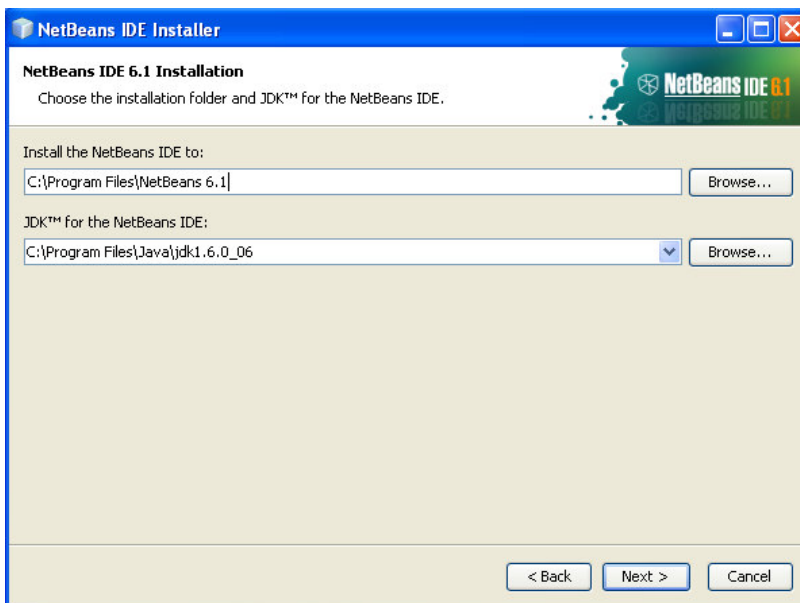 NetBeans IDE Installer
NetBeans IDE 6.1 Installation
Choose the installation folder and JDK™ for the NetBeans IDE.
NetBeans IDE 6.1
Install the NetBeans IDE to:
C:\Program Files\NetBeans 6.1
Browse...
JDK™ for the NetBeans IDE:
C:\Program Files\Java\jdk1.6.0_06
Browse...
< Back
Next >
Cancel